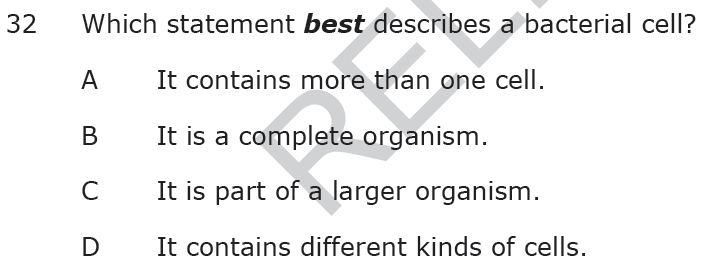 32 Which statement best describes a bacterial cell?
A It contains more than one cell.
B It is a complete organism.
C It is part of a larger organism.
D It contains different kinds of cells.